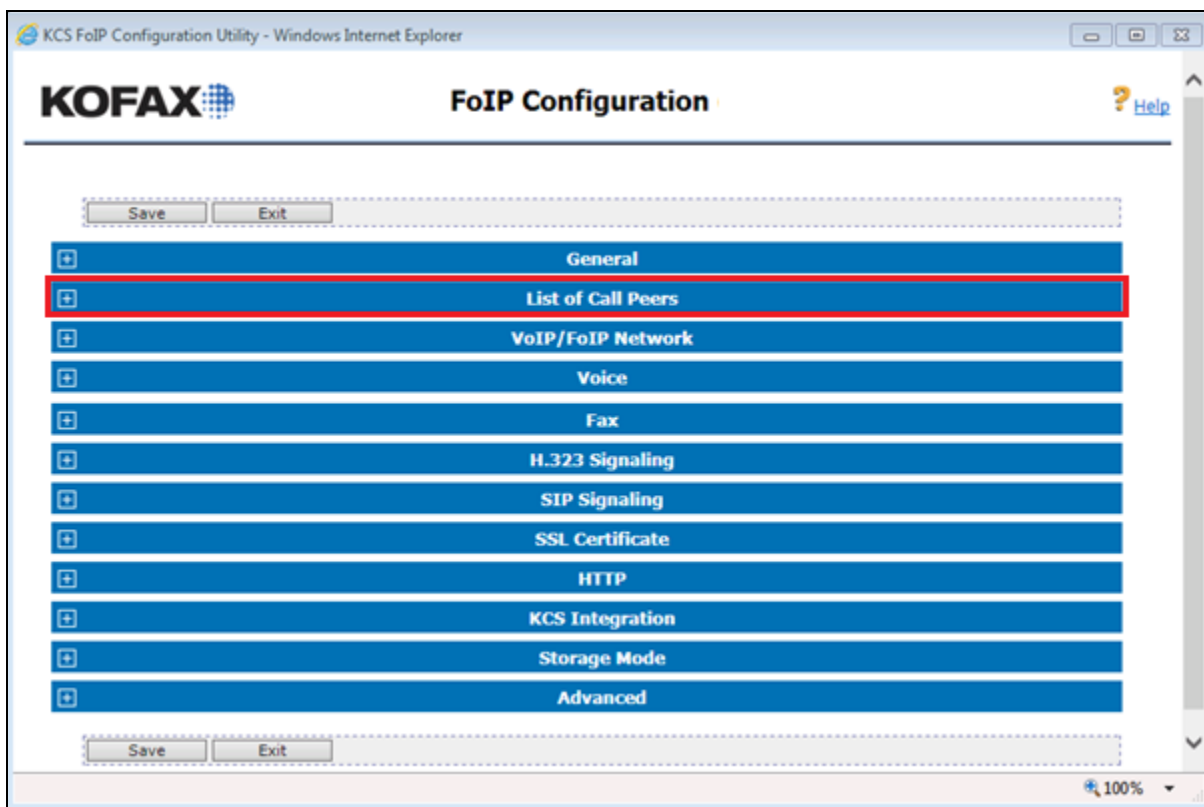 KCS FoIP Configuration Utility - Windows Internet Explorer
KOFAX
FoIP Configuration
Help
Save Exit
General
List of Call Peers
VoIP/FoIP Network
Voice
Fax
H.323 Signaling
SIP Signaling
SSL Certificate
HTTP
KCS Integration
Storage Mode
Advanced
Save Exit
100%